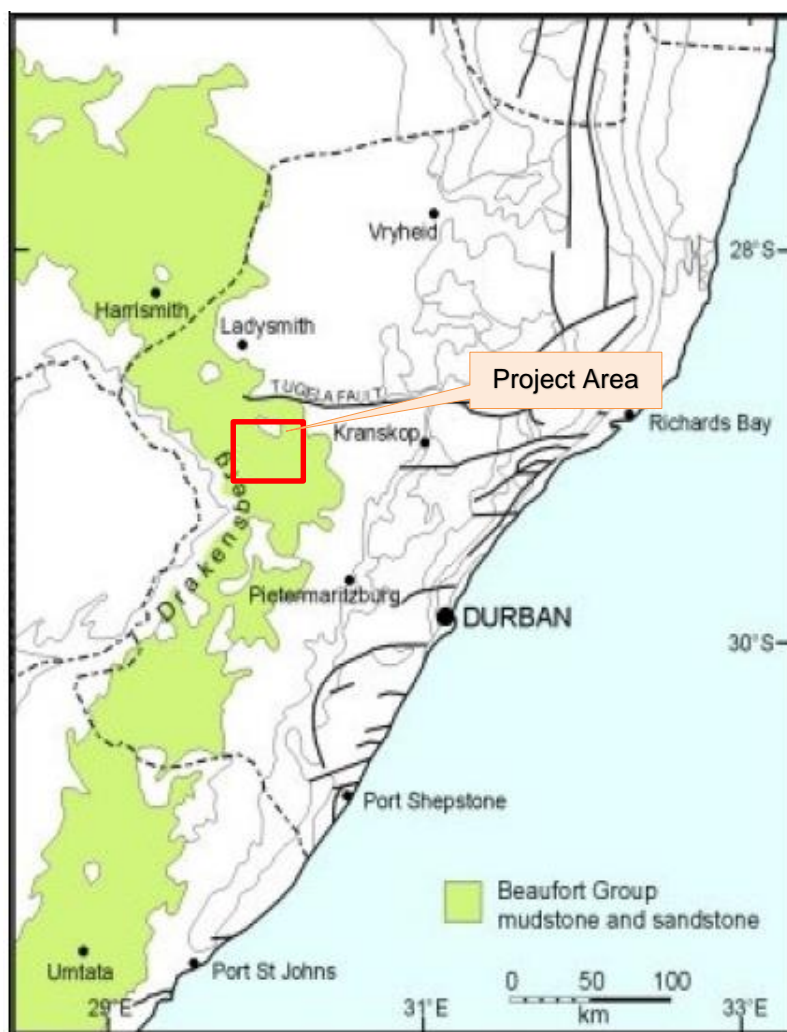 Vryheid
28°S
Harrismith
Ladysmith
TUGELA FAULT
Project Area
Kranskop
Richards Bay
Drakensberg
Pietermaritzburg
DURBAN
30°S
Port Shepstone
Beaufort Group
mudstone and sandstone
Umtata
Port St Johns
0 50 100
km
29°E
31°E
33°E